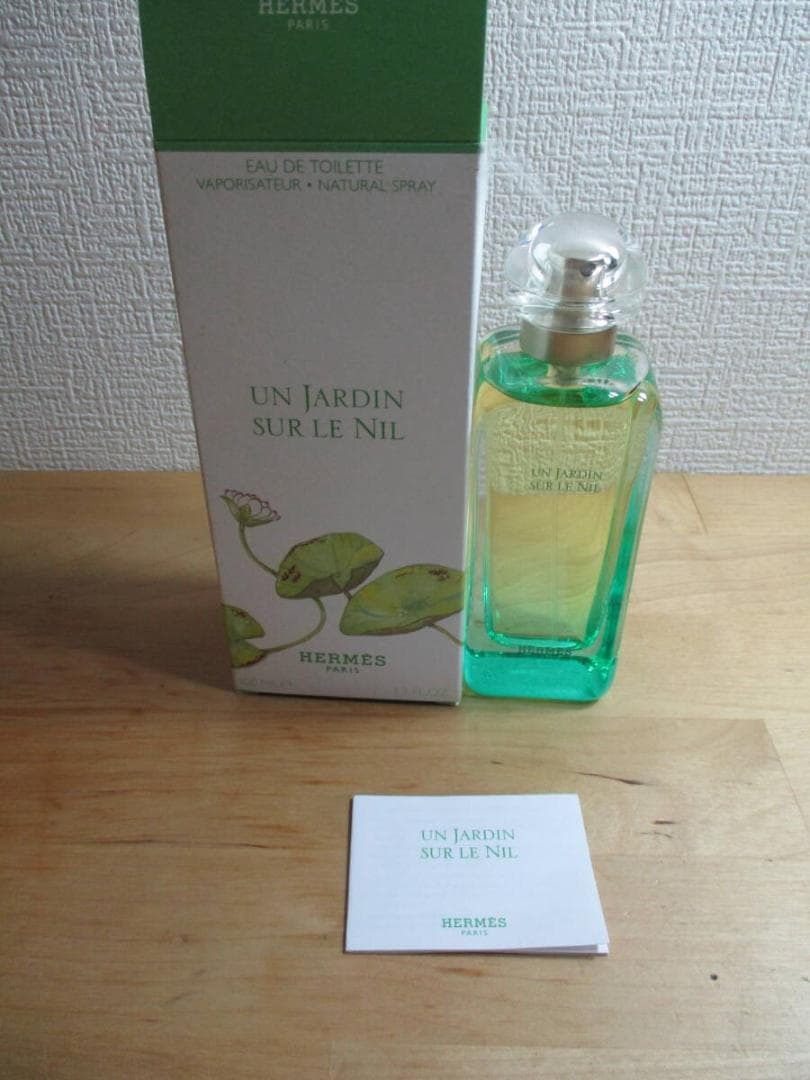 HERMÈS
PARIS
EAU DE TOILETTE
VAPORISATEUR • NATURAL SPRAY
UN JARDIN
SUR LE NIL
HERMÈS
PARIS
UN JARDIN
SUR LE NIL
HERMÈS
UN JARDIN
SUR LE NIL
HERMÈS
PARIS